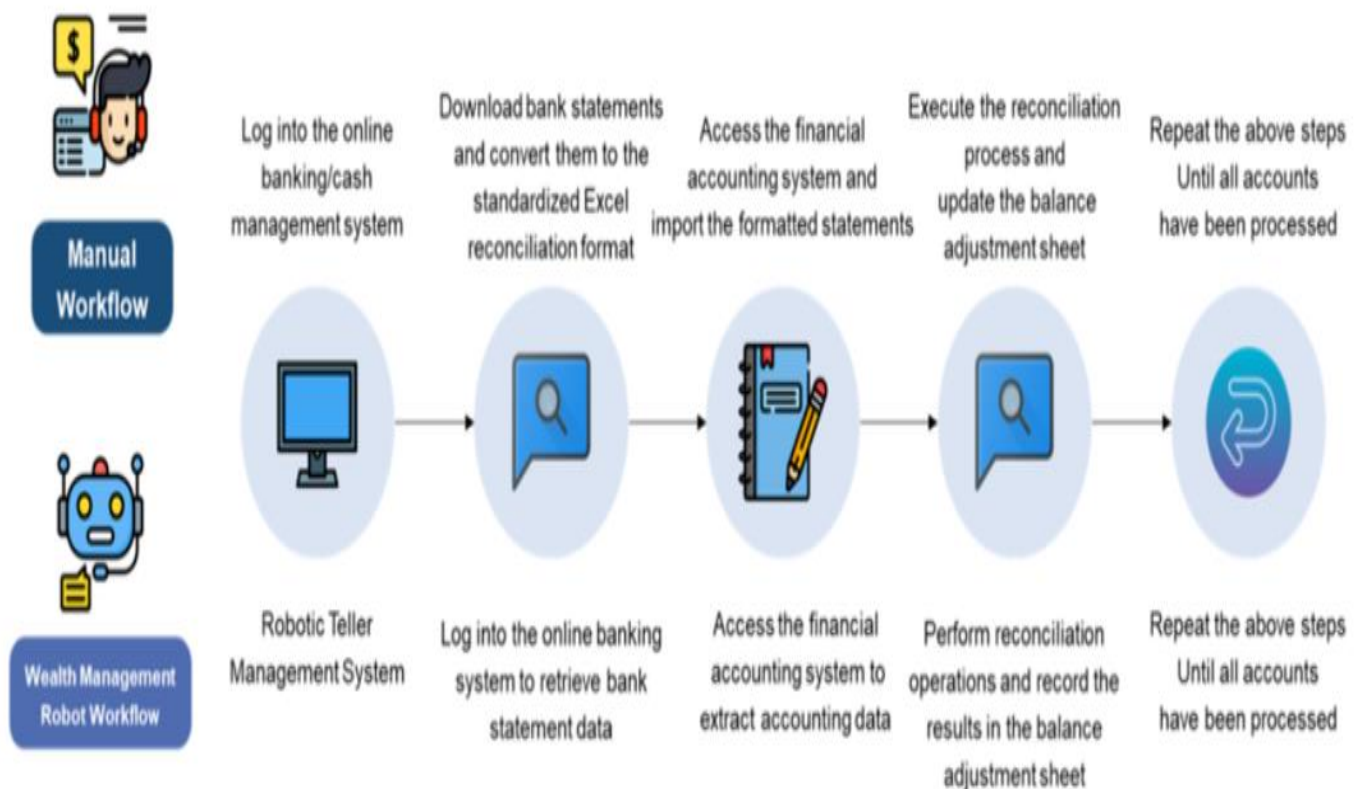 $
Manual
Workflow
Log into the online
banking/cash
management system
Download bank statements
and convert them to the
standardized Excel
reconciliation format
Access the financial
accounting system and
import the formatted statements
Execute the reconciliation
process and
update the balance
adjustment sheet
Repeat the above steps
Until all accounts
have been processed
Wealth Management
Robot Workflow
Robotic Teller
Management System
Log into the online banking
system to retrieve bank
statement data
Access the financial
accounting system to
extract accounting data
Perform reconciliation
operations and record the
results in the balance
adjustment sheet
Repeat the above steps
Until all accounts
have been processed